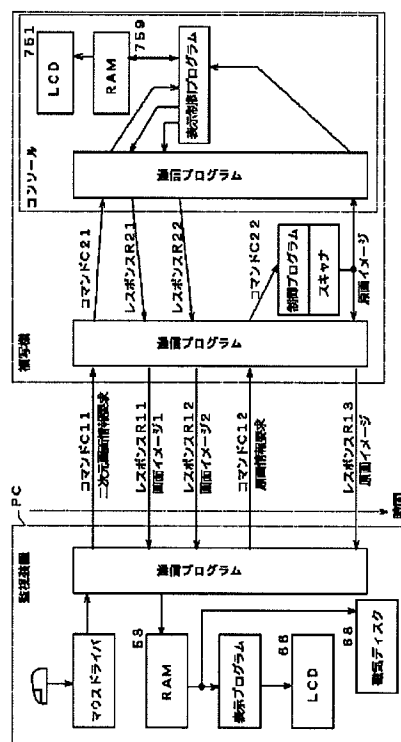 監視装置
PC
マウスドライバ
通信プログラム
58
RAM
表示プログラム
66
LCD
68
磁気ディスク
コマンドC11
二次元画面情報要求
レスポンスR11
画面イメージ1
レスポンスR12
画面イメージ2
コマンドC12
原画情報要求
レスポンスR13
原画イメージ
時間
複写機
通信プログラム
コマンドC21
レスポンスR21
レスポンスR22
コマンドC22
制御プログラム
スキャナ
原画イメージ
コンソール
通信プログラム
751
LCD
759
RAM
表示制御プログラム